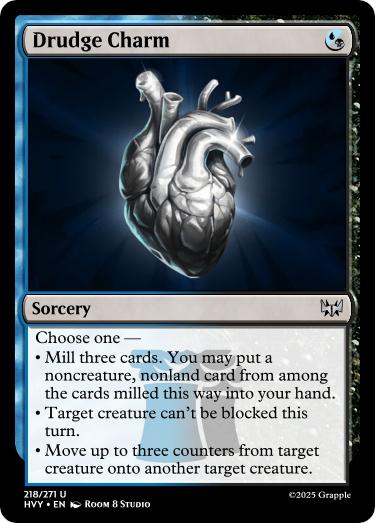 Drudge Charm
Sorcery
Choose one —
• Mill three cards. You may put a
noncreature, nonland card from among
the cards milled this way into your hand.
• Target creature can't be blocked this
turn.
• Move up to three counters from target
creature onto another target creature.
218/271 U
HVY • EN Room 8 Studio
©2025 Grapple